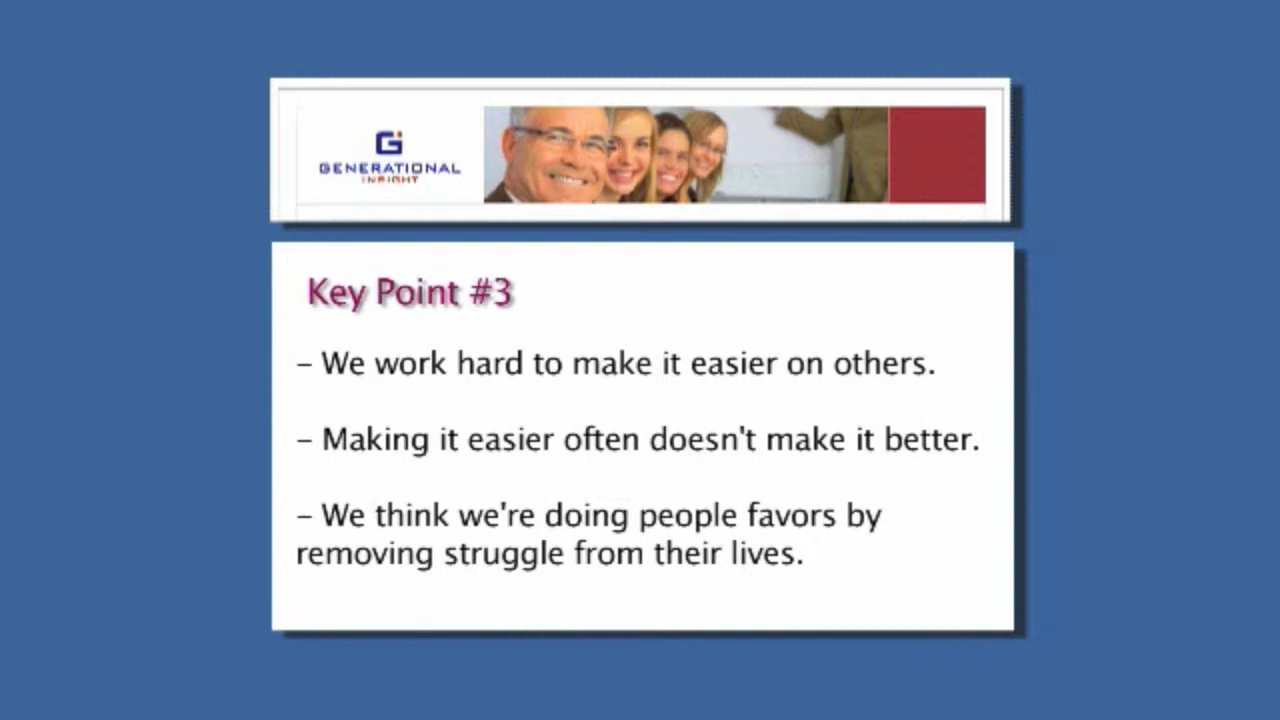 GENERATIONAL
INSIGHT
Key Point #3
– We work hard to make it easier on others.
– Making it easier often doesn't make it better.
– We think we're doing people favors by
removing struggle from their lives.